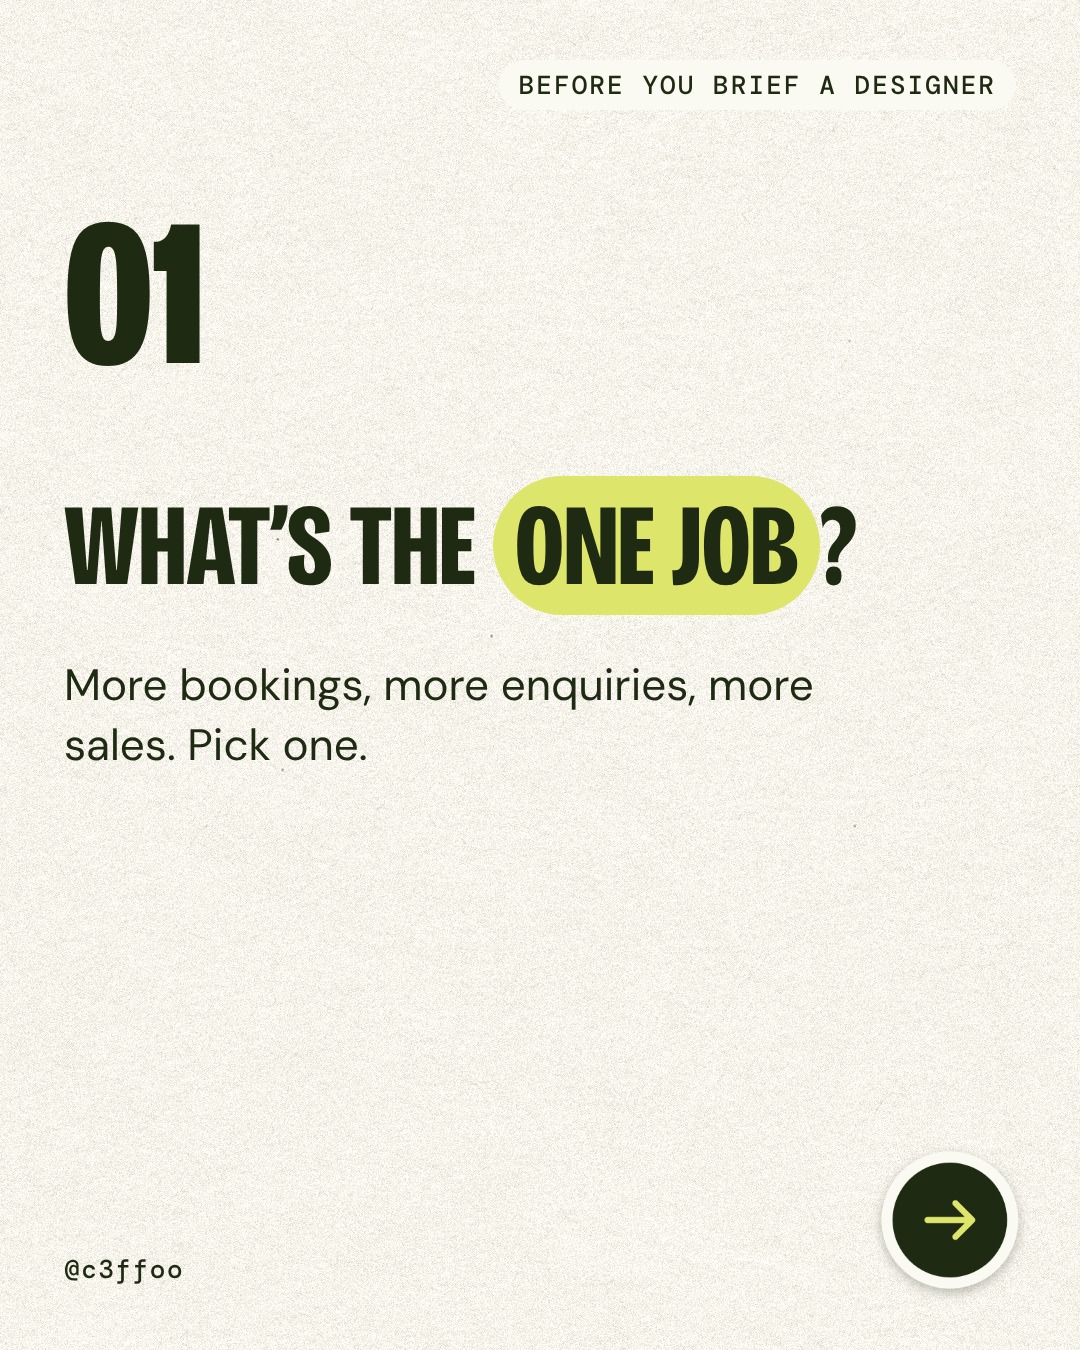 BEFORE YOU BRIEF A DESIGNER
01
WHAT’S THE ONE JOB?
More bookings, more enquiries, more
sales. Pick one.
@c3ffoo